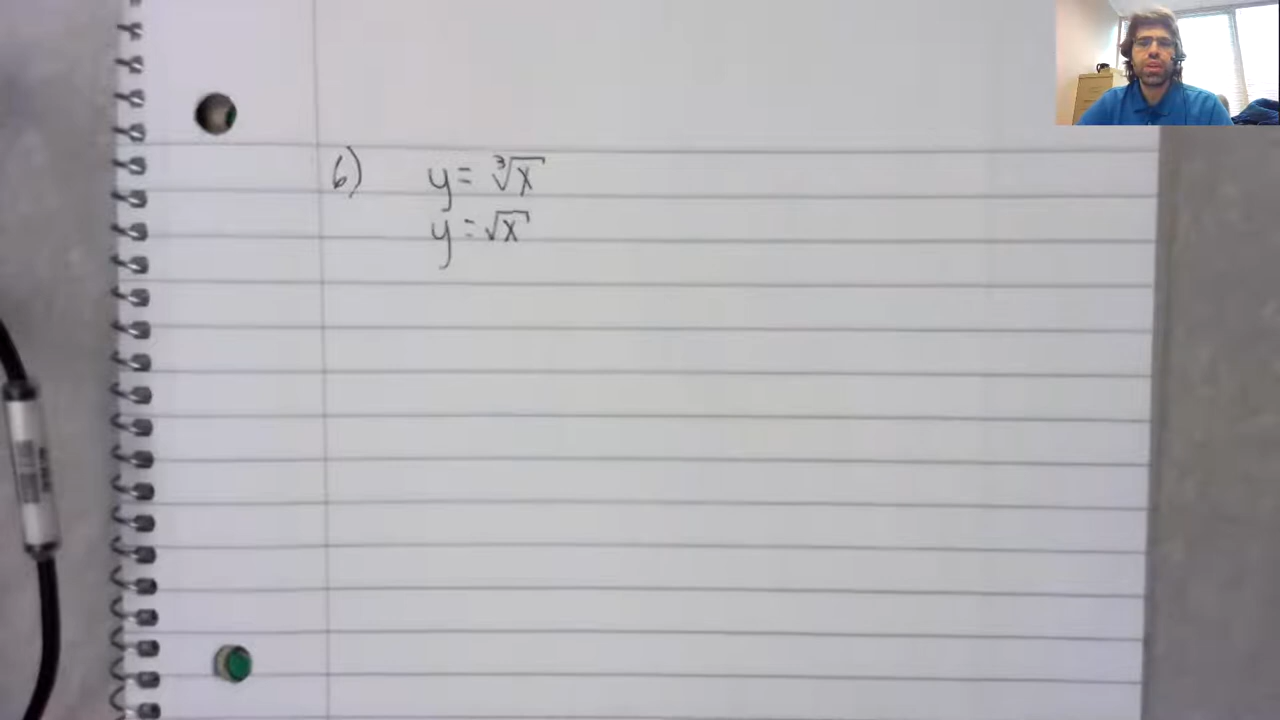 6) y = ∛x
y = √x